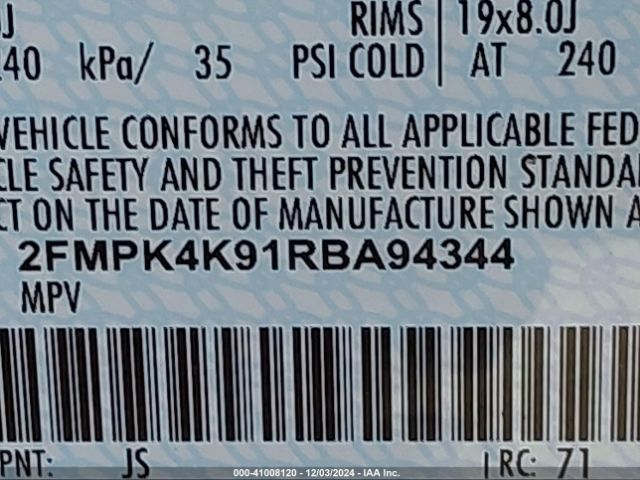 J RIMS 19x8.0J
240 kPa/ 35 PSI COLD AT 240
VEHICLE CONFORMS TO ALL APPLICABLE FED
CLE SAFETY AND THEFT PREVENTION STANDA
CT ON THE DATE OF MANUFACTURE SHOWN A
2FMPK4K91RBA94344
MPV
PNT: JS RC: 71
000-41008120 - 12/03/2024 - IAA Inc.